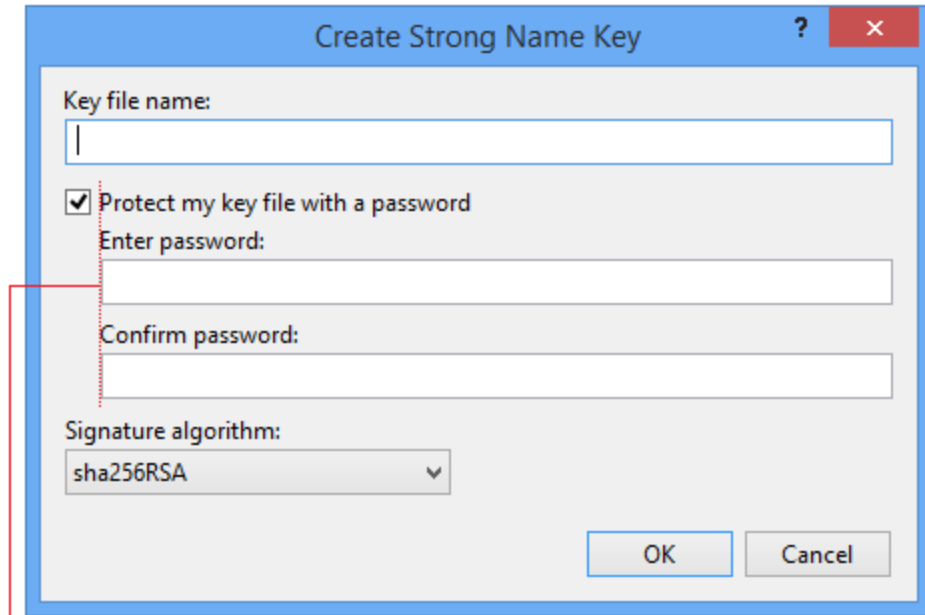 Create Strong Name Key
?
Key file name:
Protect my key file with a password
Enter password:
Confirm password:
Signature algorithm:
sha256RSA
OK Cancel